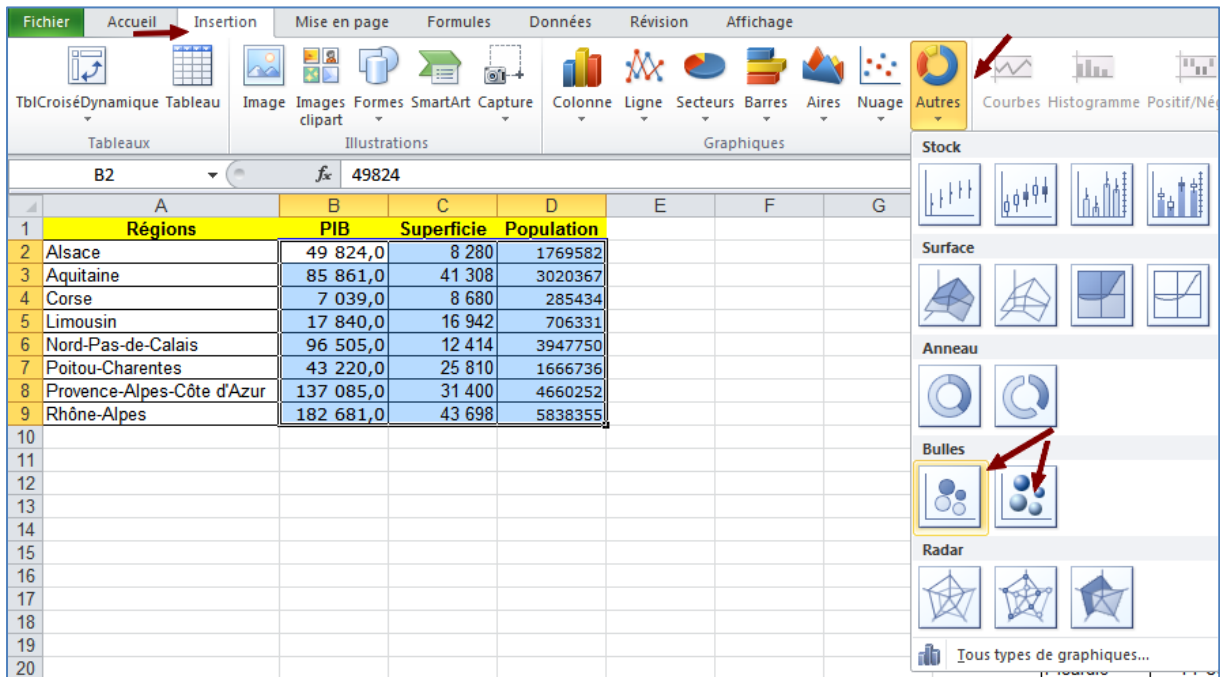 Fichier Accueil Insertion Mise en page Formules Données Révision Affichage
TblCroiséDynamique Tableau Image Images clipart Formes SmartArt Capture Colonne Ligne Secteurs Barres Aires Nuage Autres Courbes Histogramme
Tableaux Illustrations Graphiques
B2 fx 49824
A B C D E F G
1 Régions PIB Superficie Population
2 Alsace 49 824,0 8 280 1769582
3 Aquitaine 85 861,0 41 308 3020367
4 Corse 7 039,0 8 680 285434
5 Limousin 17 840,0 16 942 706331
6 Nord-Pas-de-Calais 96 505,0 12 414 3947750
7 Poitou-Charentes 43 220,0 25 810 1666736
8 Provence-Alpes-Côte d'Azur 137 085,0 31 400 4660252
9 Rhône-Alpes 182 681,0 43 698 5838355
10
11
12
13
14
15
16
17
18
19
20
Stock
Surface
Anneau
Bulles
Radar
Tous types de graphiques...